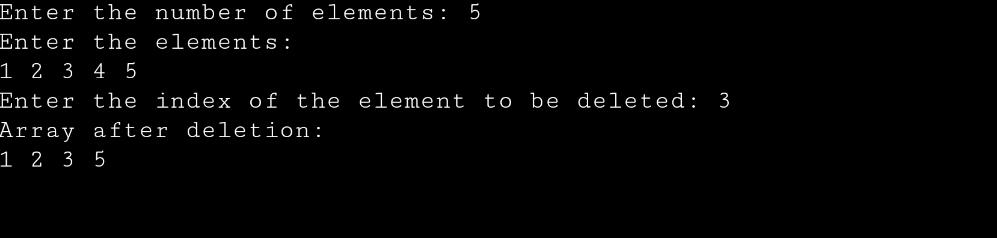 Enter the number of elements: 5
Enter the elements:
1 2 3 4 5
Enter the index of the element to be deleted: 3
Array after deletion:
1 2 3 5